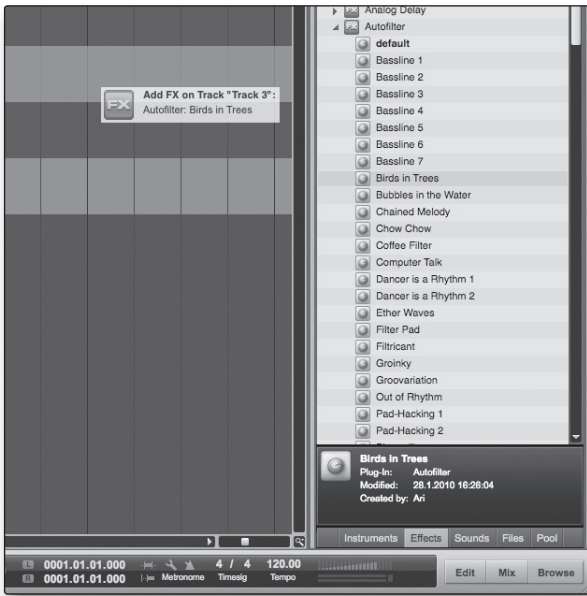 Analog Delay
Autofilter
default
Bassline 1
Bassline 2
Bassline 3
Bassline 4
Bassline 5
Bassline 6
Bassline 7
Birds in Trees
Bubbles in the Water
Chained Melody
Chow Chow
Coffee Filter
Computer Talk
Dancer is a Rhythm 1
Dancer is a Rhythm 2
Ether Waves
Filter Pad
Filtricant
Groinky
Groovariation
Out of Rhythm
Pad-Hacking 1
Pad-Hacking 2
FX Add FX on Track "Track 3":
Autofilter: Birds in Trees
Birds in Trees
Plug-In: Autofilter
Modified: 28.1.2010 16:26:04
Created by: Ari
Instruments Effects Sounds Files Pool
L 0001.01.01.000 4 / 4 120.00
R 0001.01.01.000 Metronome Timesig Tempo
Edit Mix Browse